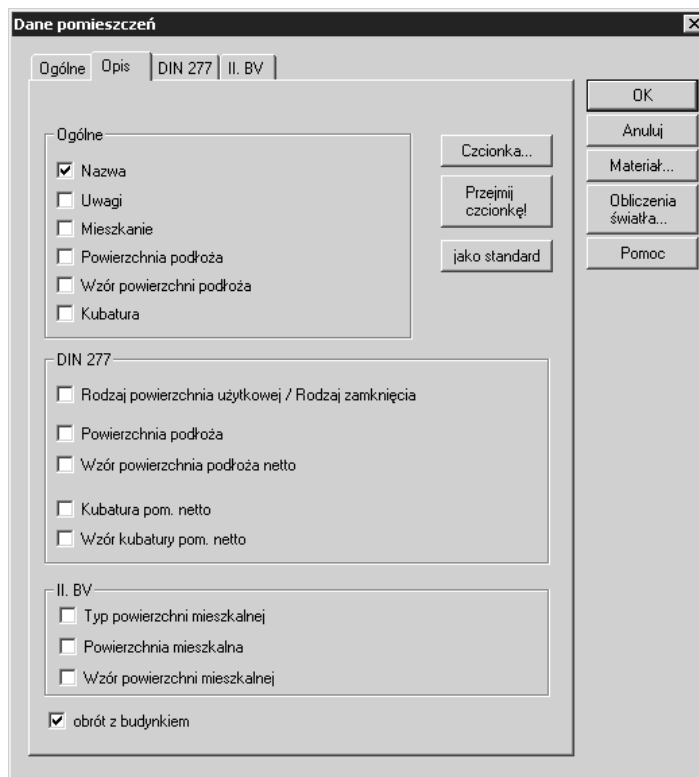 Dane pomieszczeń
Ogólne Opis DIN 277 II. BV
OK
Anuluj
Materiał...
Obliczenia
światła...
Pomoc
Ogólne
Nazwa
Uwagi
Mieszkanie
Powierzchnia podłoża
Wzór powierzchni podłoża
Kubatura
Czcionka...
Przejmij
czcionkę!
jako standard
DIN 277
Rodzaj powierzchnia użytkowej / Rodzaj zamknięcia
Powierzchnia podłoża
Wzór powierzchnia podłoża netto
Kubatura pom. netto
Wzór kubatury pom. netto
II. BV
Typ powierzchni mieszkalnej
Powierzchnia mieszkalna
Wzór powierzchni mieszkalnej
obrót z budynkiem